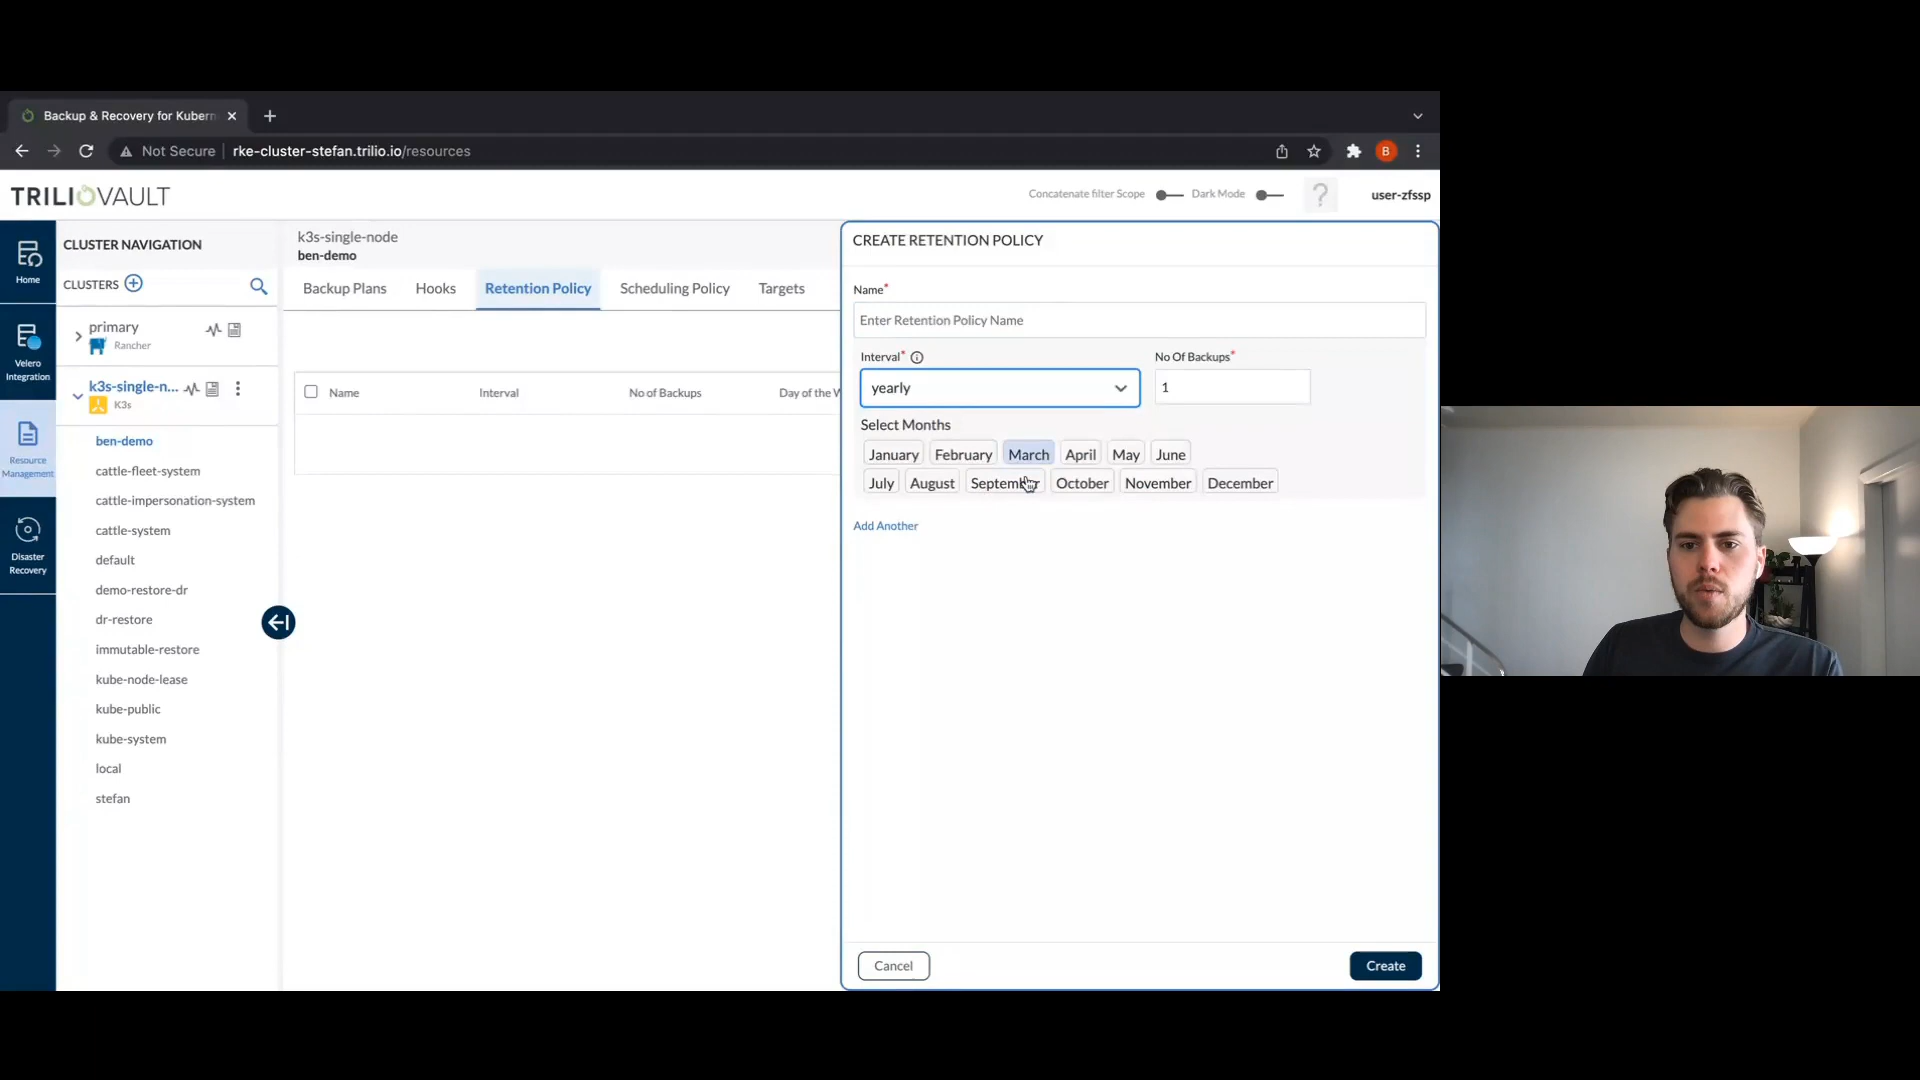 Backup & Recovery for Kubern
Not Secure rke-cluster-stefan.trilio.io/resources
B
TRILIOVAULT
Concatenate filter Scope Dark Mode ? user-zfssp
Home
Velero
Integration
Resource
Management
Disaster
Recovery
CLUSTER NAVIGATION
CLUSTERS
primary
Rancher
k3s-single-n...
K3s
ben-demo
cattle-fleet-system
cattle-impersonation-system
cattle-system
default
demo-restore-dr
dr-restore
immutable-restore
kube-node-lease
kube-public
kube-system
local
stefan
k3s-single-node
ben-demo
Backup Plans Hooks Retention Policy Scheduling Policy Targets
Name Interval No of Backups Day of the W
CREATE RETENTION POLICY
Name*
Enter Retention Policy Name
Interval* No Of Backups*
yearly 1
Select Months
January February March April May June
July August September October November December
Add Another
Cancel Create